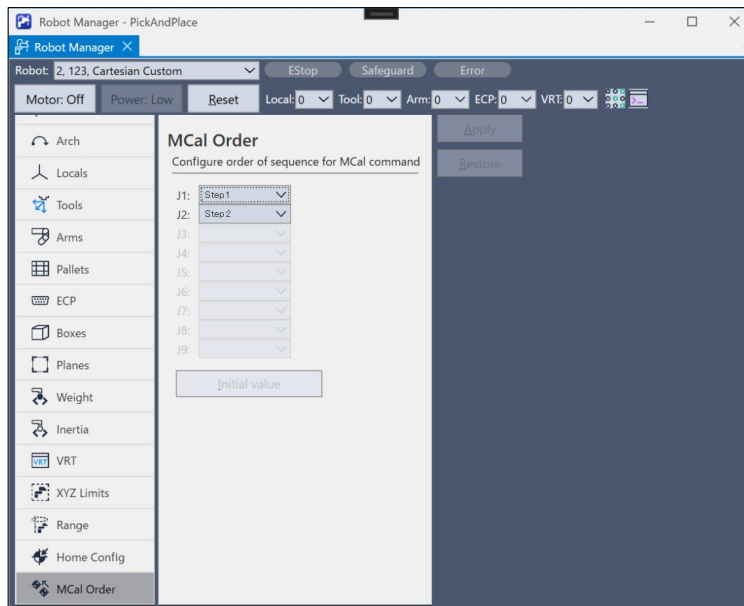 Robot Manager - PickAndPlace
Robot Manager
Robot: 2, 123, Cartesian Custom EStop Safeguard Error
Motor: Off Power: Low Reset Local: 0 Tool: 0 Arm: 0 ECP: 0 VRT: 0
Arch
Locals
Tools
Arms
Pallets
ECP
Boxes
Planes
Weight
Inertia
VRT
XYZ Limits
Range
Home Config
MCal Order
MCal Order
Configure order of sequence for MCal command
J1: Step1
J2: Step2
J3:
J4:
J5:
J6:
J7:
J8:
J9:
Initial value
Apply
Restore